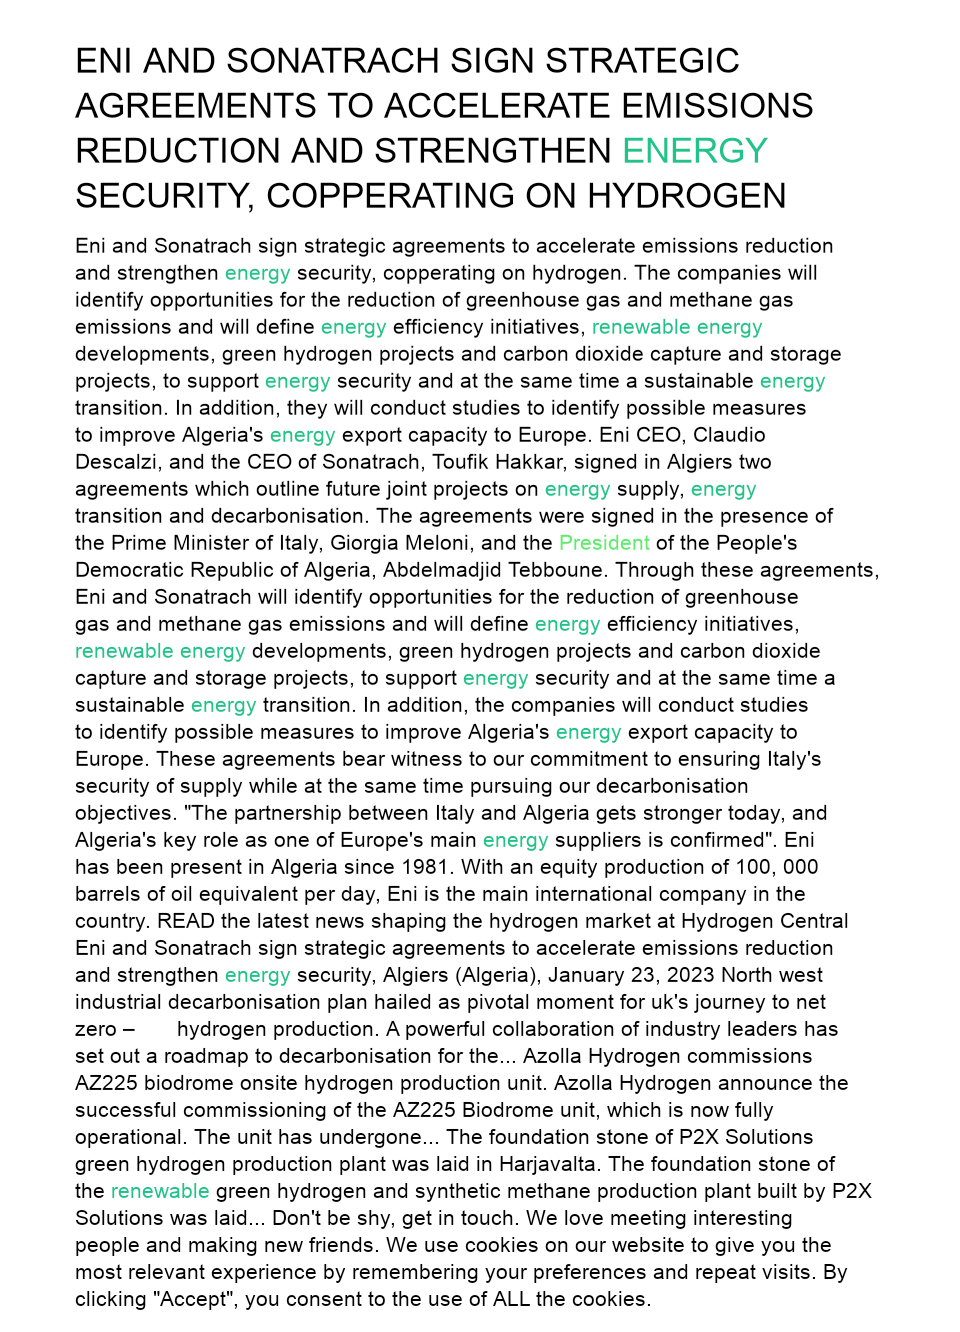 ENI AND SONATRACH SIGN STRATEGIC
AGREEMENTS TO ACCELERATE EMISSIONS
REDUCTION AND STRENGTHEN ENERGY
SECURITY, COPPERATING ON HYDROGEN
Eni and Sonatrach sign strategic agreements to accelerate emissions reduction
and strengthen energy security, copperating on hydrogen. The companies will
identify opportunities for the reduction of greenhouse gas and methane gas
emissions and will define energy efficiency initiatives, renewable energy
developments, green hydrogen projects and carbon dioxide capture and storage
projects, to support energy security and at the same time a sustainable energy
transition. In addition, they will conduct studies to identify possible measures
to improve Algeria's energy export capacity to Europe. Eni CEO, Claudio
Descalzi, and the CEO of Sonatrach, Toufik Hakkar, signed in Algiers two
agreements which outline future joint projects on energy supply, energy
transition and decarbonisation. The agreements were signed in the presence of
the Prime Minister of Italy, Giorgia Meloni, and the President of the People's
Democratic Republic of Algeria, Abdelmadjid Tebboune. Through these agreements,
Eni and Sonatrach will identify opportunities for the reduction of greenhouse
gas and methane gas emissions and will define energy efficiency initiatives,
renewable energy developments, green hydrogen projects and carbon dioxide
capture and storage projects, to support energy security and at the same time a
sustainable energy transition. In addition, the companies will conduct studies
to identify possible measures to improve Algeria's energy export capacity to
Europe. These agreements bear witness to our commitment to ensuring Italy's
security of supply while at the same time pursuing our decarbonisation
objectives. "The partnership between Italy and Algeria gets stronger today, and
Algeria's key role as one of Europe's main energy suppliers is confirmed". Eni
has been present in Algeria since 1981. With an equity production of 100, 000
barrels of oil equivalent per day, Eni is the main international company in the
country. READ the latest news shaping the hydrogen market at Hydrogen Central
Eni and Sonatrach sign strategic agreements to accelerate emissions reduction
and strengthen energy security, Algiers (Algeria), January 23, 2023 North west
industrial decarbonisation plan hailed as pivotal moment for uk's journey to net
zero – hydrogen production. A powerful collaboration of industry leaders has
set out a roadmap to decarbonisation for the... Azolla Hydrogen commissions
AZ225 biodrome onsite hydrogen production unit. Azolla Hydrogen announce the
successful commissioning of the AZ225 Biodrome unit, which is now fully
operational. The unit has undergone... The foundation stone of P2X Solutions
green hydrogen production plant was laid in Harjavalta. The foundation stone of
the renewable green hydrogen and synthetic methane production plant built by P2X
Solutions was laid... Don't be shy, get in touch. We love meeting interesting
people and making new friends. We use cookies on our website to give you the
most relevant experience by remembering your preferences and repeat visits. By
clicking "Accept", you consent to the use of ALL the cookies.